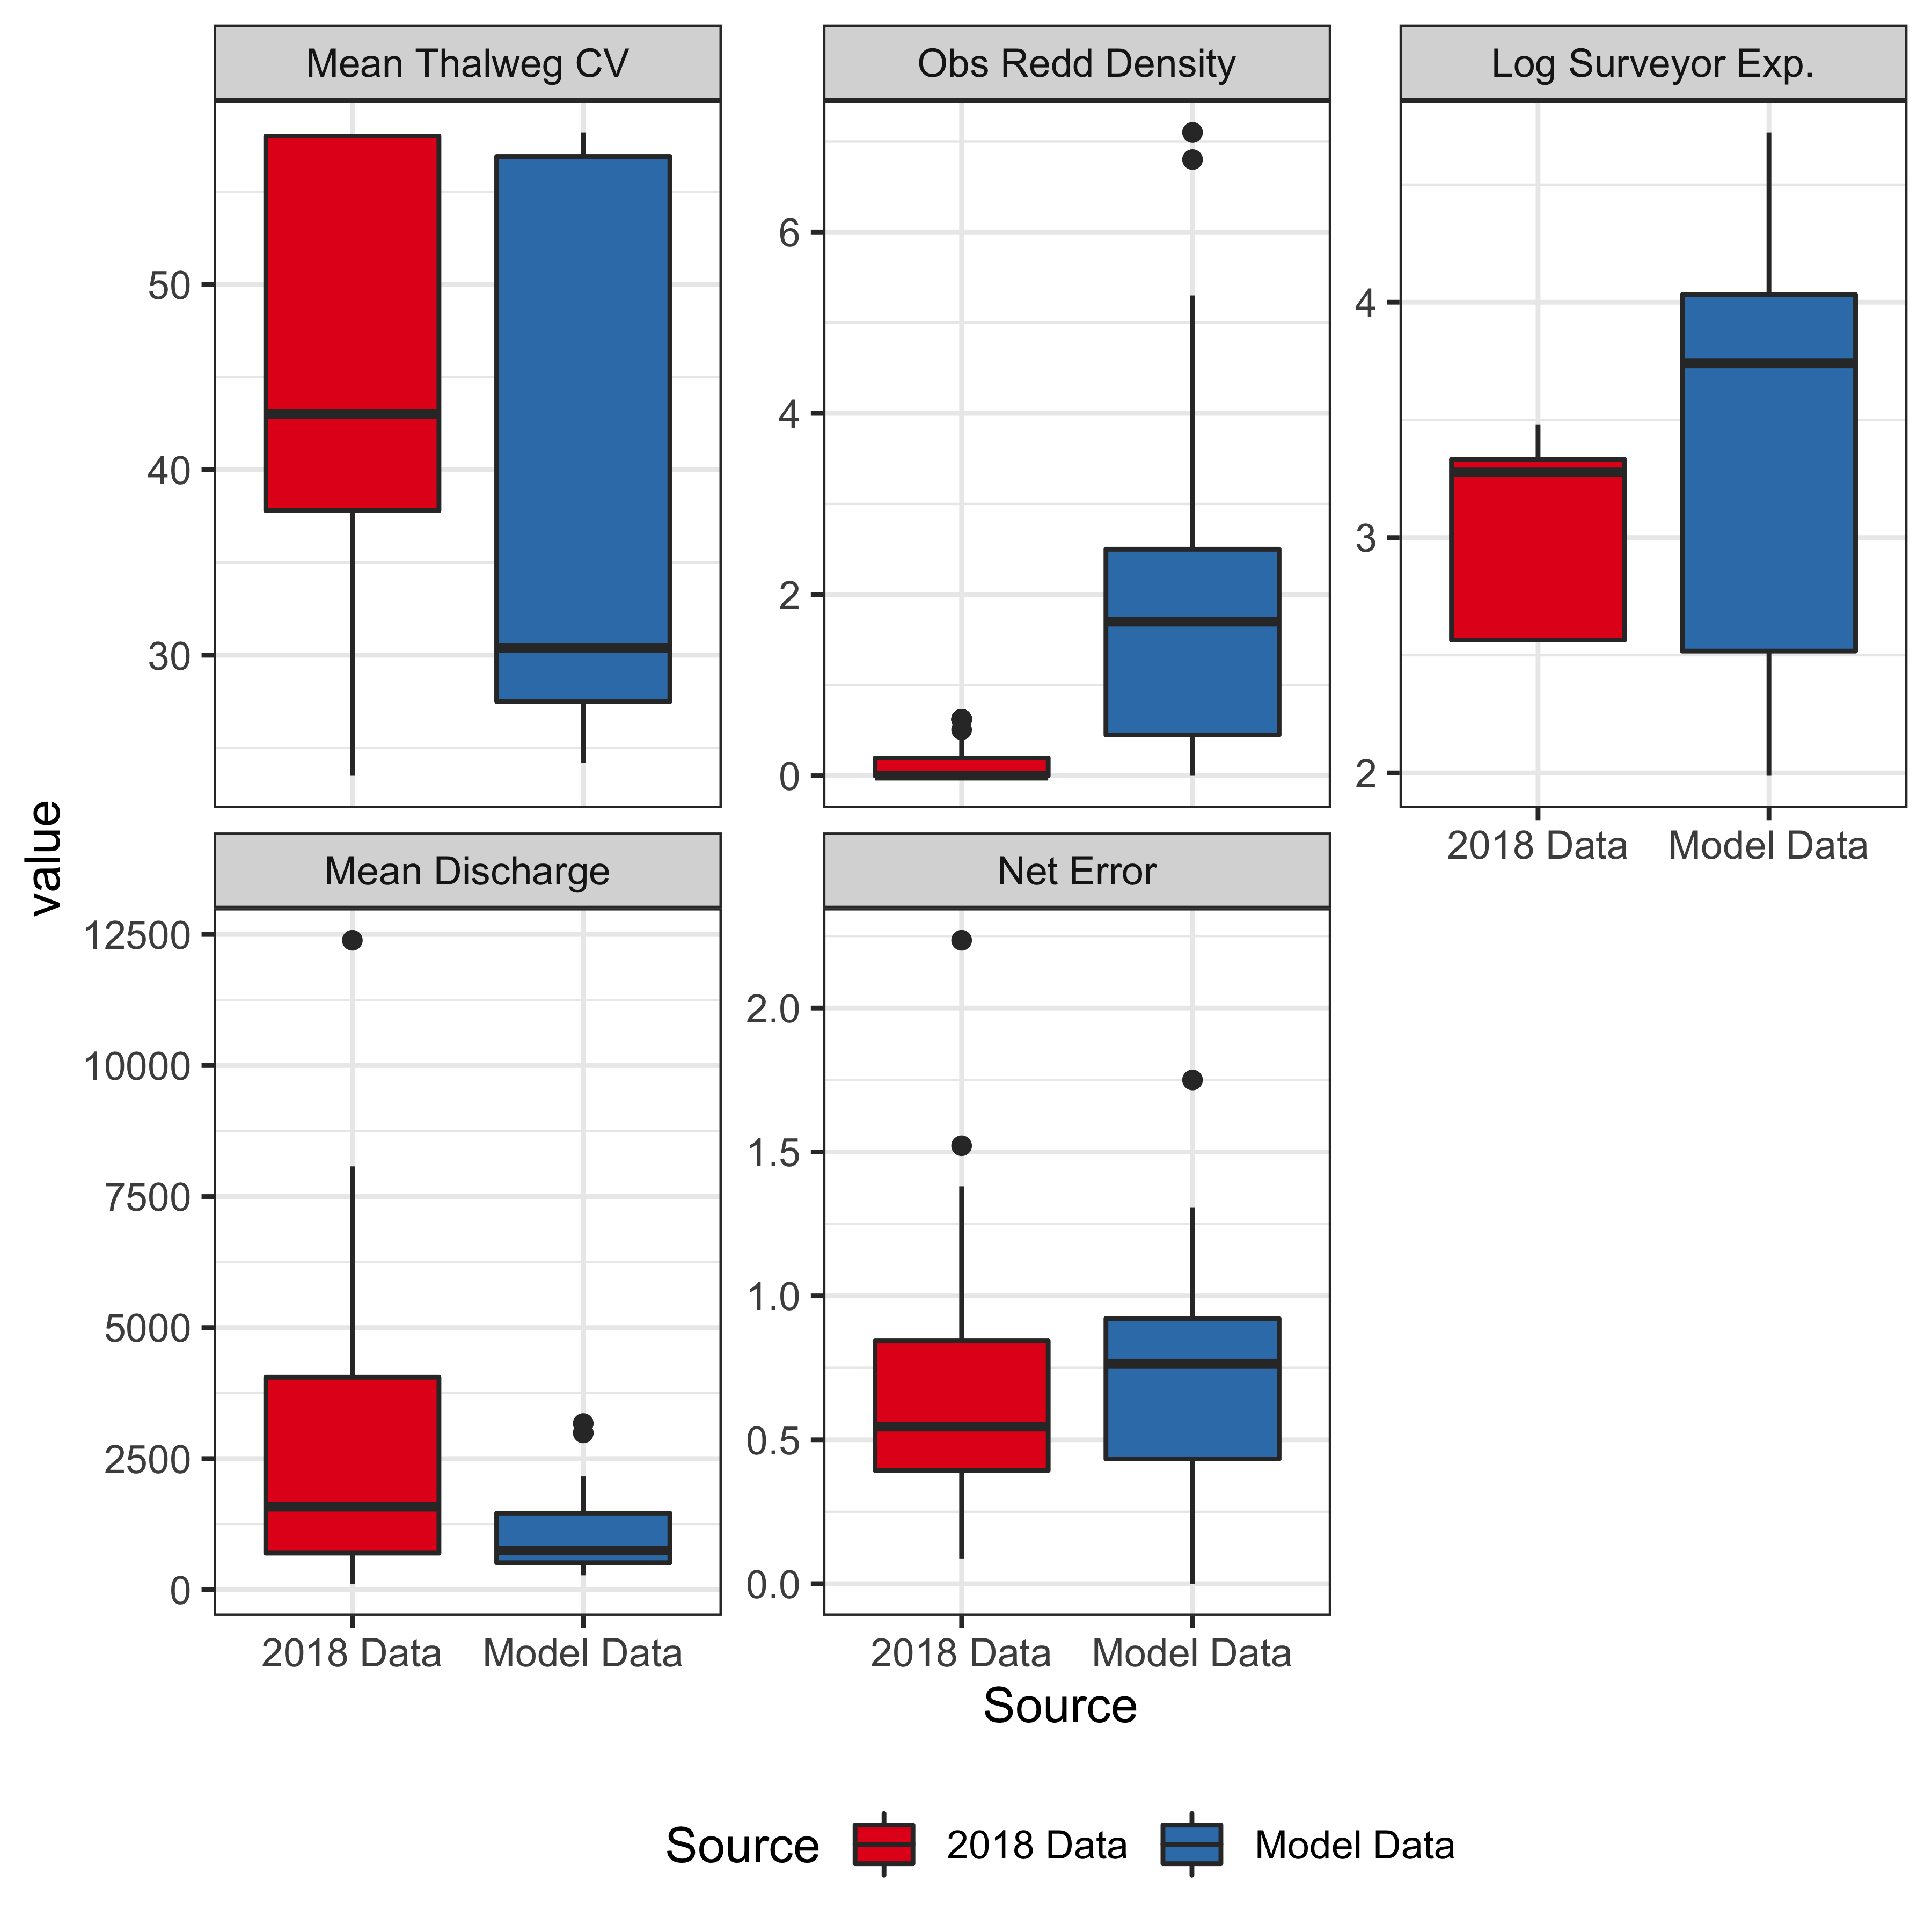 Mean Thalweg CV
Obs Redd Density
Log Surveyor Exp.
50
40
30
6
4
2
0
4
3
2
2018 Data Model Data
value
Mean Discharge
Net Error
12500
10000
7500
5000
2500
0
2.0
1.5
1.0
0.5
0.0
2018 Data Model Data
2018 Data Model Data
Source
Source 2018 Data Model Data